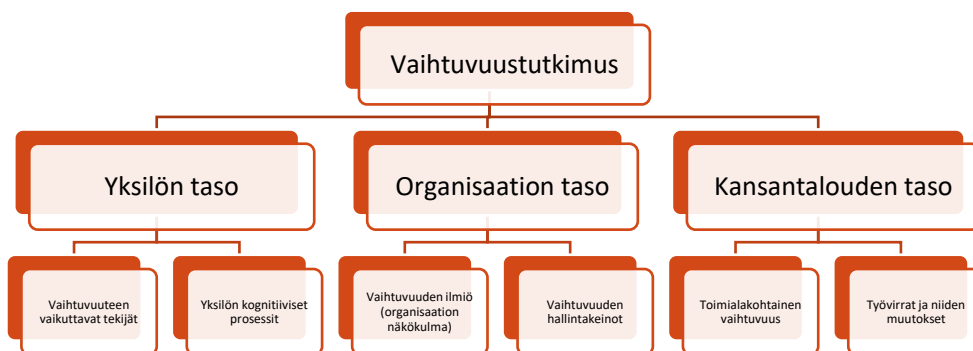 Vaihtuvuustutkimus
Yksilön taso
Organisaation taso
Kansantalouden taso
Vaihtuvuuteen
vaikuttavat tekijät
Yksilön kognitiiviset
prosessit
Vaihtuvuuden ilmiö
(organisaation
näkökulma)
Vaihtuvuuden
hallintakeinot
Toimialakohtainen
vaihtuvuus
Työvirrat ja niiden
muutokset